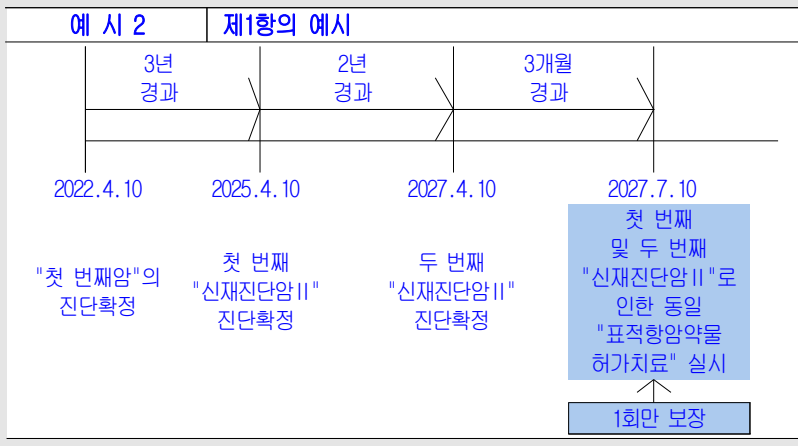 예 시 2
제1항의 예시
3년
경과
2년
경과
3개월
경과
2022.4.10
2025.4.10
2027.4.10
2027.7.10
"첫 번째암"의
진단확정
첫 번째
"신재진단암Ⅱ"
진단확정
두 번째
"신재진단암Ⅱ"
진단확정
첫 번째
및 두 번째
"신재진단암Ⅱ"로
인한 동일
"표적항암약물
허가치료" 실시
1회만 보장